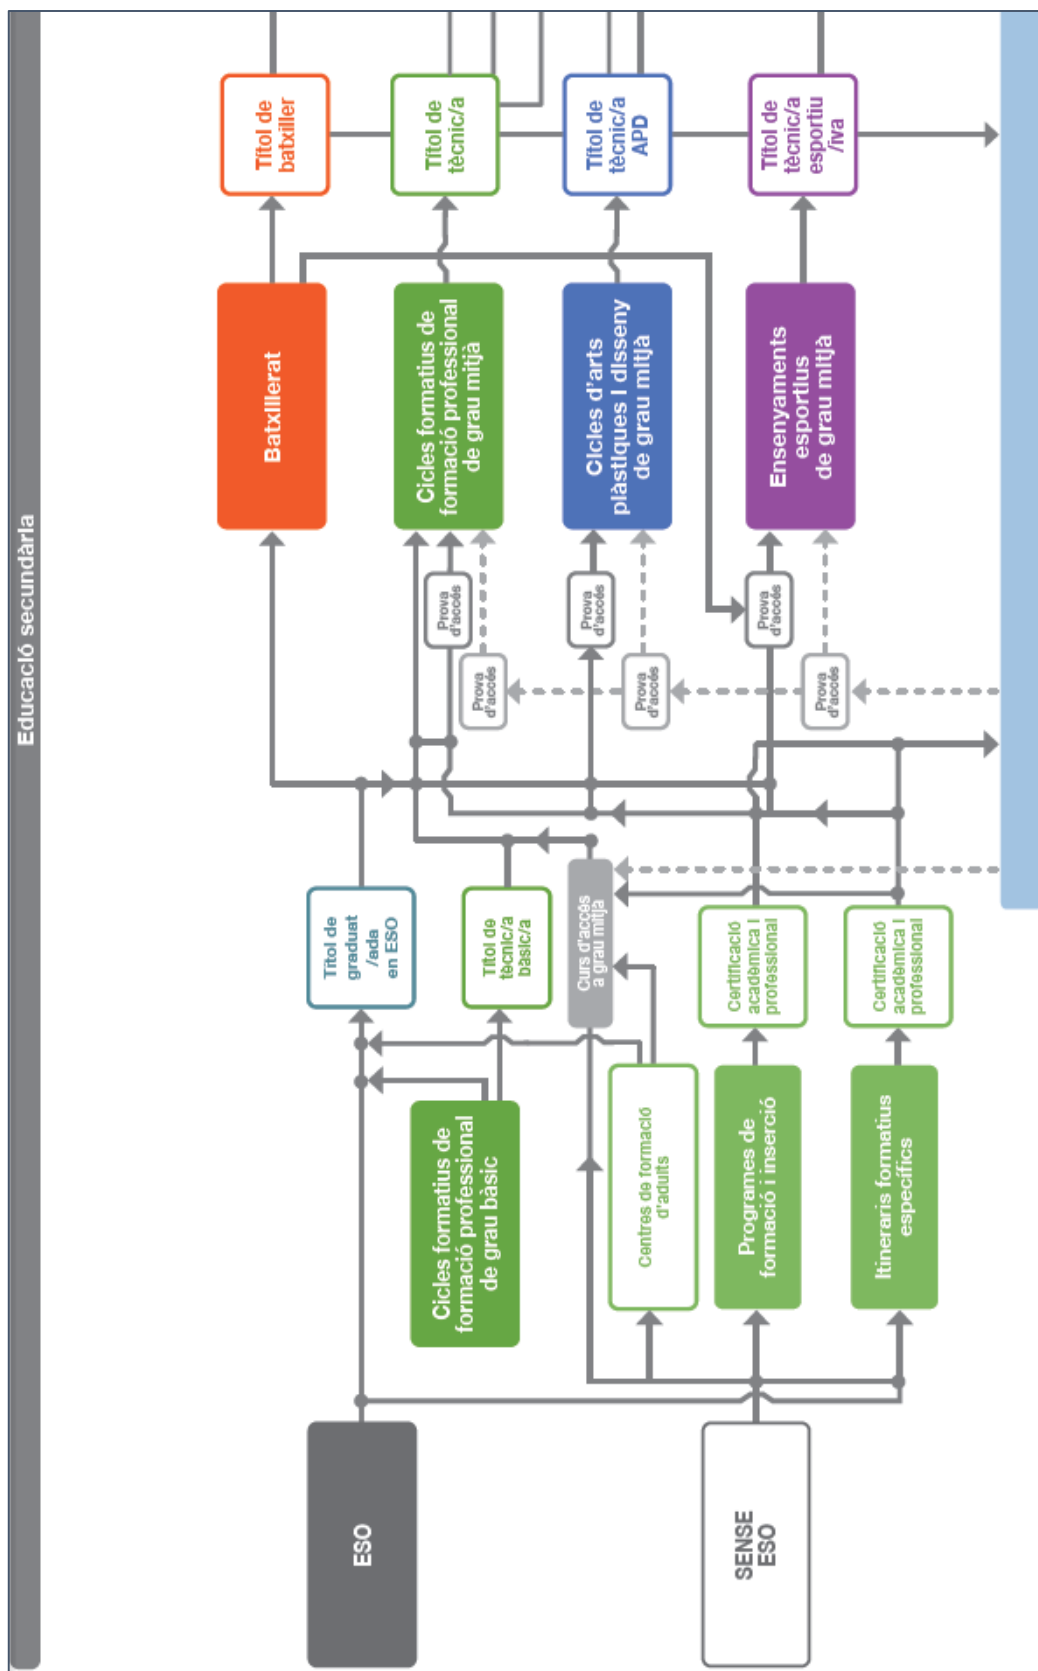 Educació secundària
ESO
SENSE
ESO
Cicles formatius de
formació professional
de grau bàsic
Centres de formació
d'adults
Programes de
formació i inserció
Itineraris formatius
específics
Títol de
graduat
/ada
en ESO
Títol de
tècnic/a
bàsic/a
Curs d'accés
a grau mitjà
Certificació
acadèmica i
professional
Certificació
acadèmica i
professional
Prova
d'accés
Prova
d'accés
Prova
d'accés
Prova
d'accés
Prova
d'accés
Prova
d'accés
Batxillerat
Cicles formatius de
formació professional
de grau mitjà
Cicles d'arts
plàstiques i disseny
de grau mitjà
Ensenyaments
esportius
de grau mitjà
Títol de
batxiller
Títol de
tècnic/a
Títol de
tècnic/a
APD
Títol de
tècnic/a
esportiu
/iva